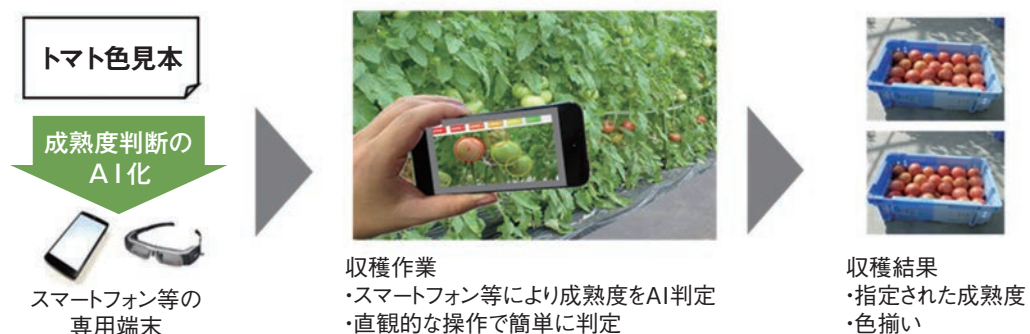 トマト色見本
成熟度判断の
AI化
スマートフォン等の
専用端末
収穫作業
・スマートフォン等により成熟度をAI判定
・直観的な操作で簡単に判定
収穫結果
・指定された成熟度
・色揃い